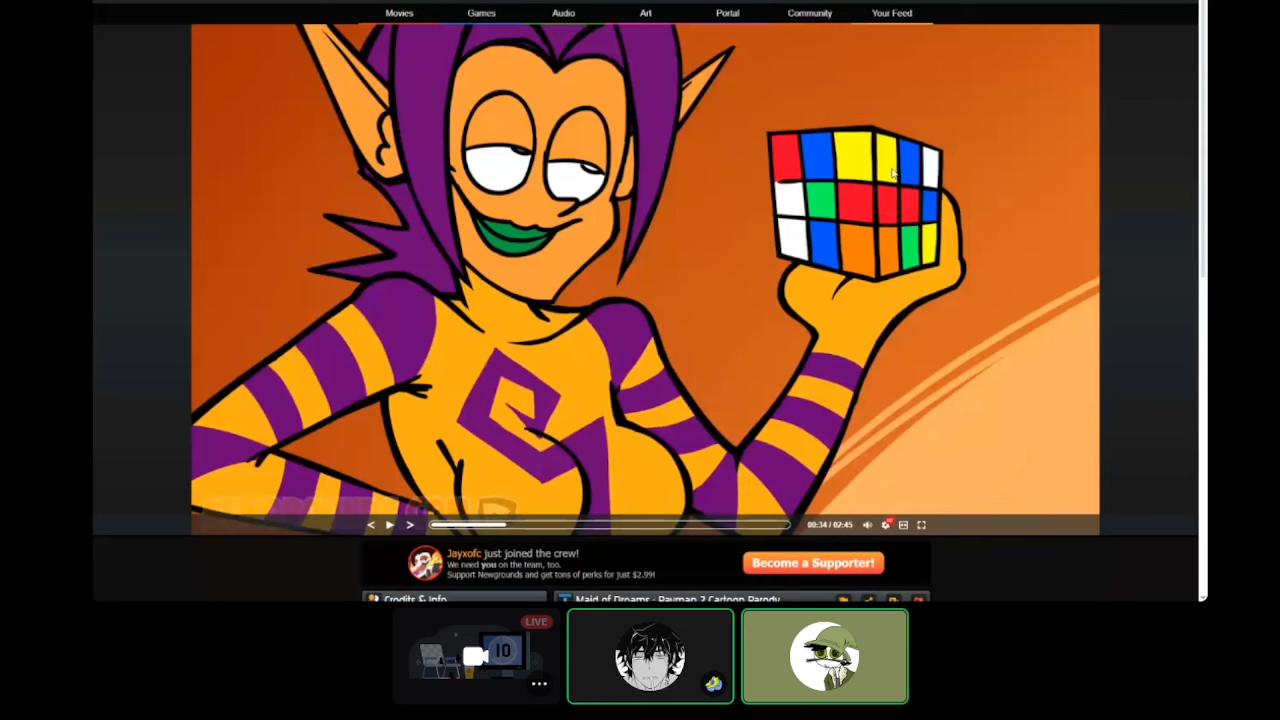 Movies Games Audio Art Portal Community Your Feed
00:34 / 02:45
Jayxofc just joined the crew!
We need you on the team, too.
Support Newgrounds and get tons of perks for just $2.99!
Become a Supporter!
Credits & Info
Maid of Dreams - Rayman 2 Cartoon Parody
LIVE
10